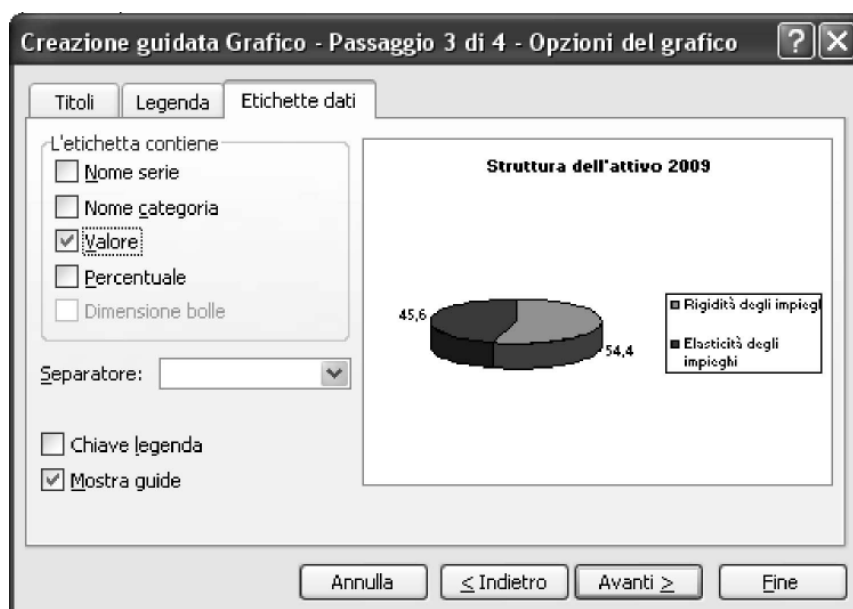 Creazione guidata Grafico - Passaggio 3 di 4 - Opzioni del grafico
Titoli
Legenda
Etichette dati
L'etichetta contiene
Nome serie
Nome categoria
Valore
Percentuale
Dimensione bolle
Separatore:
Chiave legenda
Mostra guide
Struttura dell'attivo 2009
45,6
54,4
Rigidità degli impiegl
Elasticità degli
impieghi
Annulla
< Indietro
Avanti >
Fine